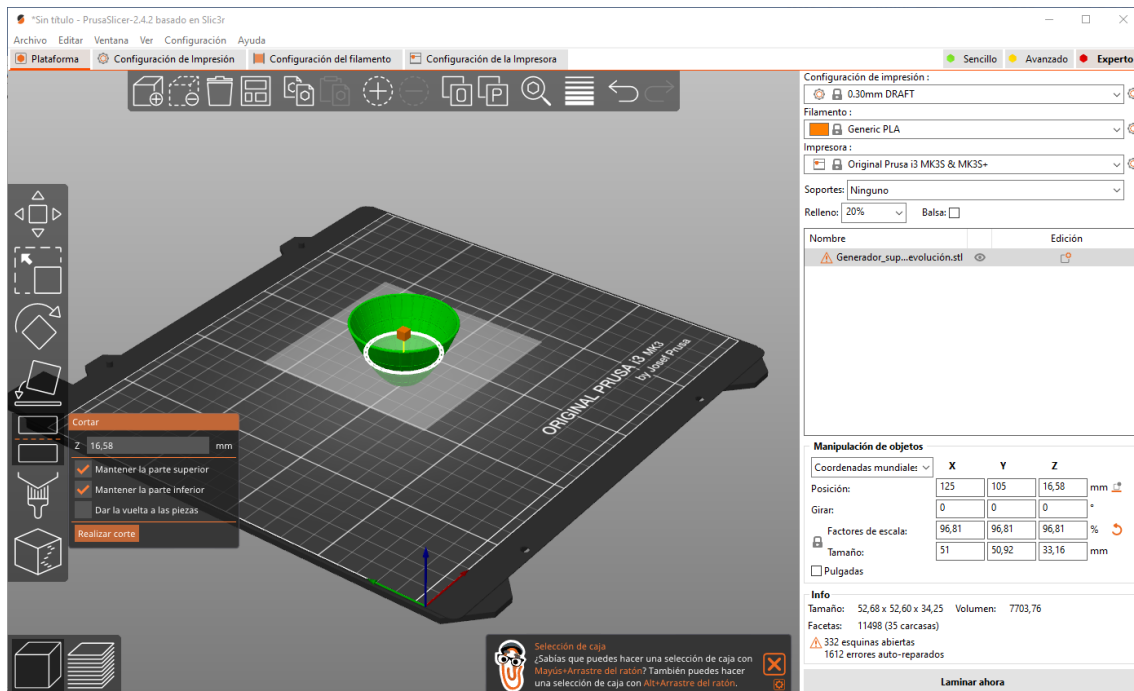 *Sin título - PrusaSlicer-2.4.2 basado en Slic3r
Archivo Editar Ventana Ver Configuración Ayuda
Plataforma Configuración de Impresión Configuración del filamento Configuración de la Impresora Sencillo Avanzado Experto
Configuración de impresión :
0.30mm DRAFT
Filamento :
Generic PLA
Impresora :
Original Prusa i3 MK3S & MK3S+
Soportes: Ninguno
Relleno: 20% Balsa:
Nombre Edición
Generador_sup...evolución.stl
ORIGINAL PRUSA i3 MK3
by Josef Prusa
Cortar
Z 16,58 mm
Mantener la parte superior
Mantener la parte inferior
Dar la vuelta a las piezas
Realizar corte
Manipulación de objetos
Coordenadas mundiales X Y Z
Posición: 125 105 16,58 mm
Girar: 0 0 0 °
Factores de escala: 96,81 96,81 96,81 %
Tamaño: 51 50,92 33,16 mm
Pulgadas
Info
Tamaño: 52,68 x 52,60 x 34,25 Volumen: 7703,76
Facetas: 11498 (35 carcasas)
332 esquinas abiertas
1612 errores auto-reparados
Selección de caja
¿Sabías que puedes hacer una selección de caja con
Mayús+Arrastre del ratón? También puedes hacer
una selección de caja con Alt+Arrastre del ratón.
Laminar ahora